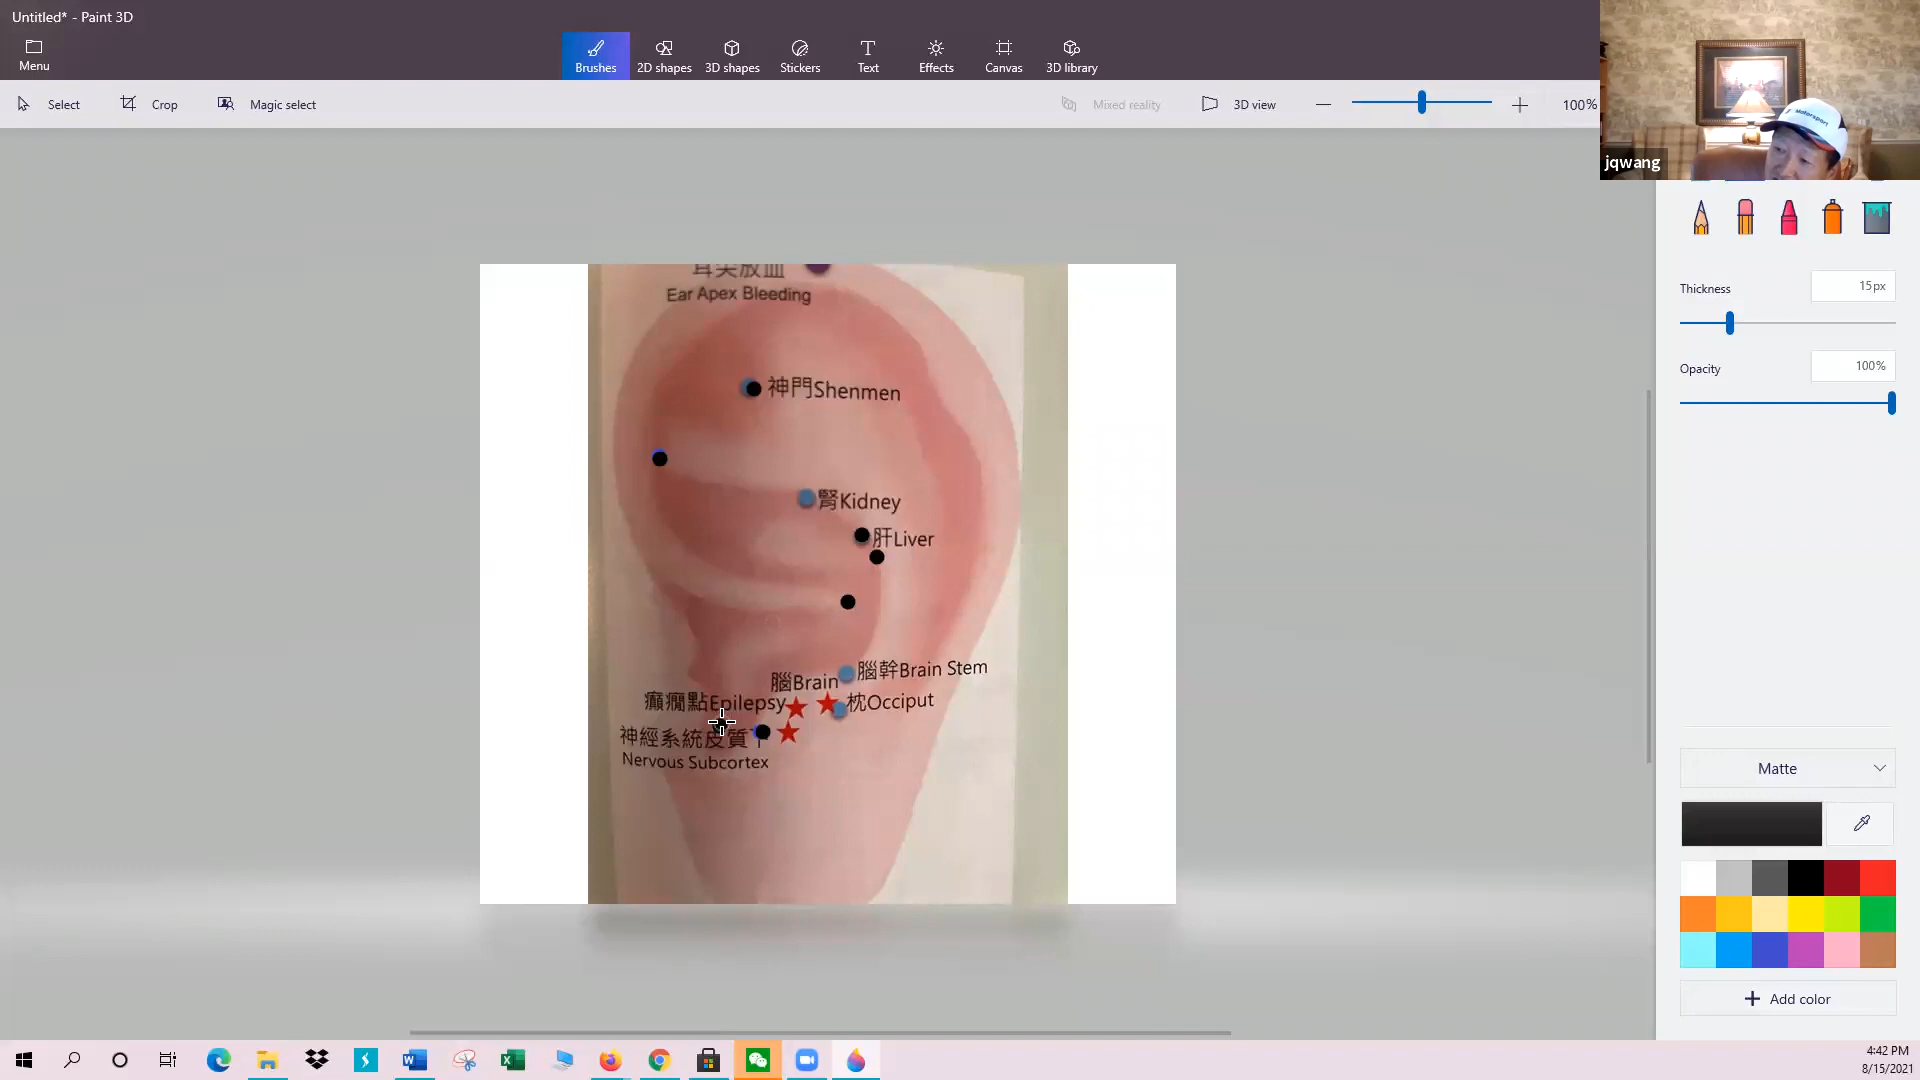 Untitled* - Paint 3D
Menu
Brushes
2D shapes
3D shapes
Stickers
Text
Effects
Canvas
3D library
Select
Crop
Magic select
Mixed reality
3D view
100%
Motorsport
jqwang
Thickness
15px
Opacity
100%
耳尖放血
Ear Apex Bleeding
神門Shenmen
腎Kidney
肝Liver
腦幹Brain Stem
腦Brain
癲癇點Epilepsy
枕Occiput
神經系統皮質下
Nervous Subcortex
Matte
Add color
4:42 PM
8/15/2021